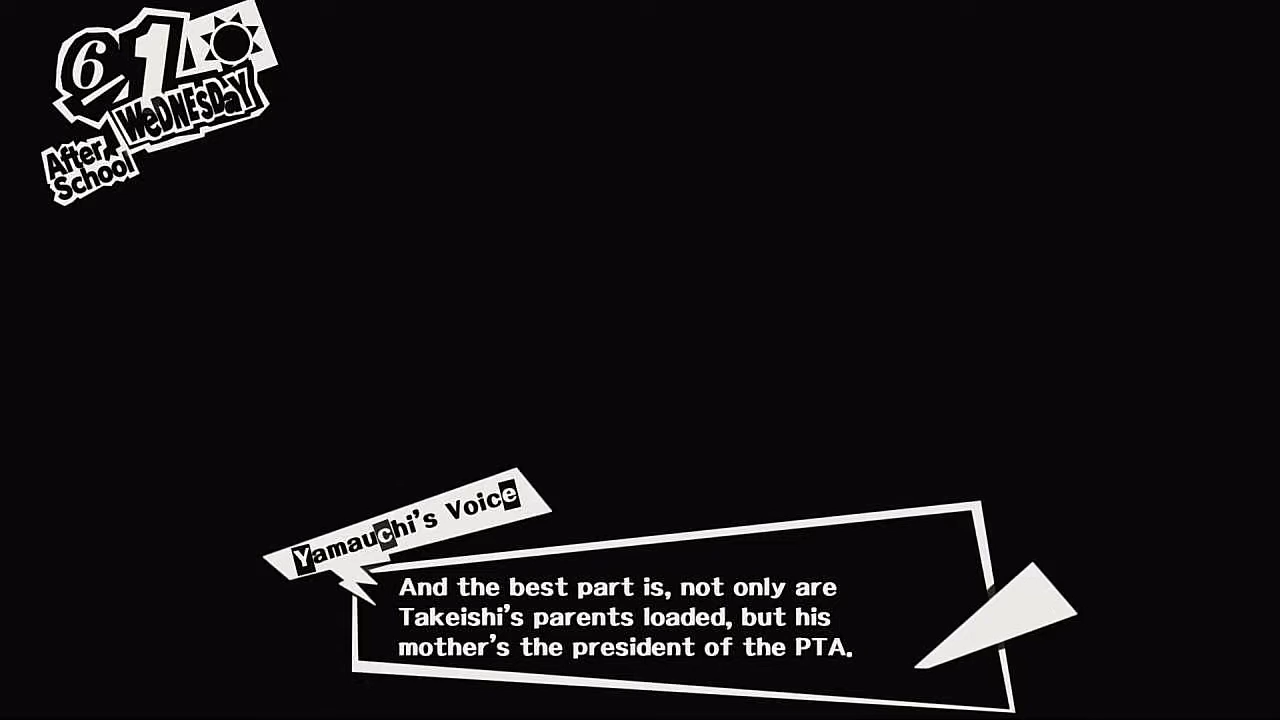 6/1
WeDNesDaY
After
School
Yamauchi's Voice
And the best part is, not only are
Takeishi's parents loaded, but his
mother's the president of the PTA.